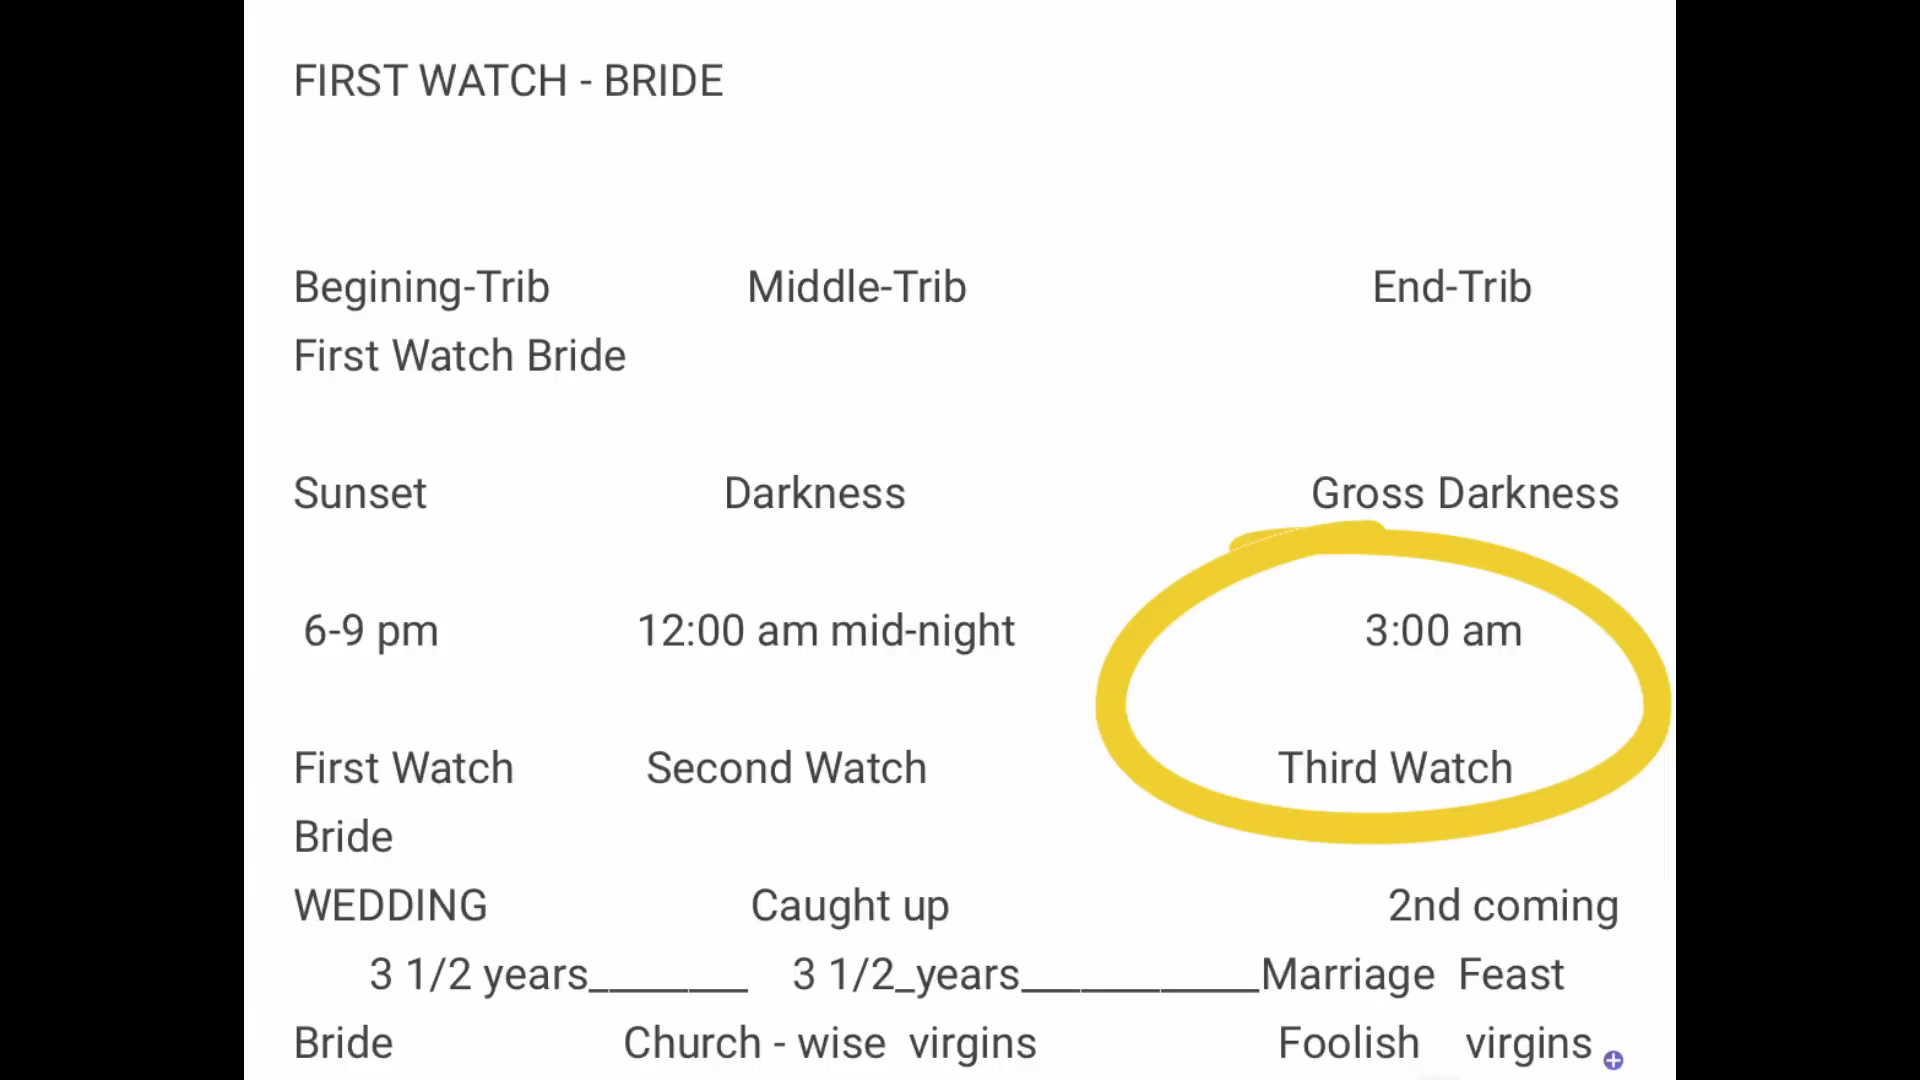 FIRST WATCH - BRIDE
Begining-Trib Middle-Trib End-Trib
First Watch Bride
Sunset Darkness Gross Darkness
6-9 pm 12:00 am mid-night 3:00 am
First Watch Second Watch Third Watch
Bride
WEDDING Caught up 2nd coming
3 1/2 years________ 3 1/2_years____________Marriage Feast
Bride Church - wise virgins Foolish virgins